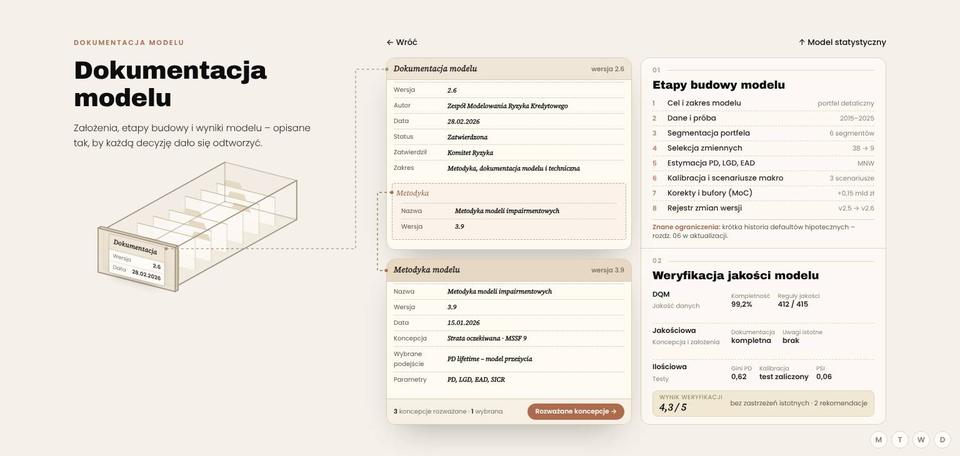 DOKUMENTACJA MODELU
Dokumentacja
modelu
Założenia, etapy budowy i wyniki modelu – opisane
tak, by każdą decyzję dało się odtworzyć.
Dokumentacja
Wersja 2.6
Data 28.02.2026
← Wróć
↑ Model statystyczny
Dokumentacja modelu wersja 2.6
Wersja 2.6
Autor Zespół Modelowania Ryzyka Kredytowego
Data 28.02.2026
Status Zatwierdzona
Zatwierdził Komitet Ryzyka
Zakres Metodyka, dokumentacja modelu i techniczna
Metodyka
Nazwa Metodyka modeli impairmentowych
Wersja 3.9
Metodyka modelu wersja 3.9
Nazwa Metodyka modeli impairmentowych
Wersja 3.9
Data 15.01.2026
Koncepcja Strata oczekiwana · MSSF 9
Wybrane
podejście PD lifetime – model przeżycia
Parametry PD, LGD, EAD, SICR
3 koncepcje rozważane · 1 wybrana
Rozważane koncepcje →
01
Etapy budowy modelu
1 Cel i zakres modelu portfel detaliczny
2 Dane i próba 2015–2025
3 Segmentacja portfela 6 segmentów
4 Selekcja zmiennych 38 → 9
5 Estymacja PD, LGD, EAD MNW
6 Kalibracja i scenariusze makro 3 scenariusze
7 Korekty i bufory (MoC) +0,15 mld zł
8 Rejestr zmian wersji v2.5 → v2.6
Znane ograniczenia: krótka historia defaultów hipotecznych –
rozdz. 06 w aktualizacji.
02
Weryfikacja jakości modelu
DQM Kompletność Reguły jakości
Jakość danych 99,2% 412 / 415
Jakościowa Dokumentacja Uwagi istotne
Koncepcja i założenia kompletna brak
Ilościowa Gini PD Kalibracja PSI
Testy 0,62 test zaliczony 0,06
WYNIK WERYFIKACJI
4,3 / 5 bez zastrzeżeń istotnych · 2 rekomendacje
M T W D